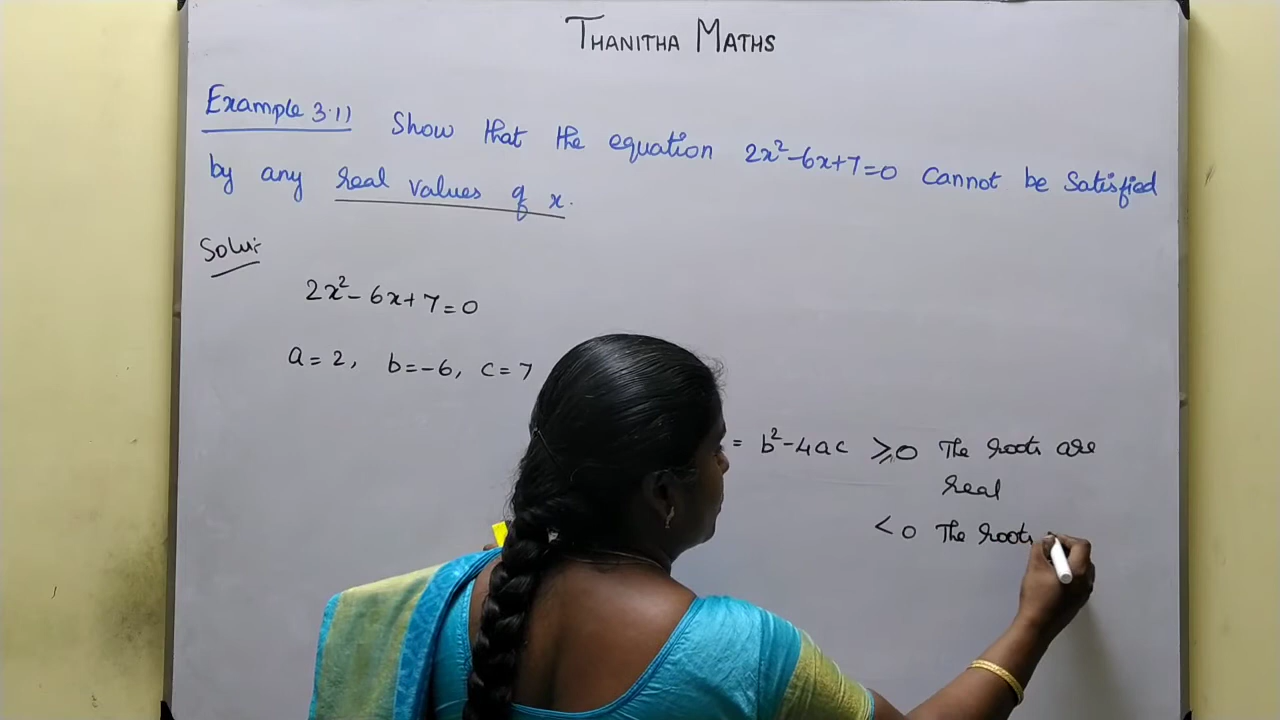 THANITHA MATHS
Example 3.11 Show that the equation 2x²-6x+7=0 cannot be satisfied
by any real values of x.
Solu:
2x²-6x+7=0
a=2, b=-6, c=7
= b²-4ac ≥0 The roots are
real
<0 The roots